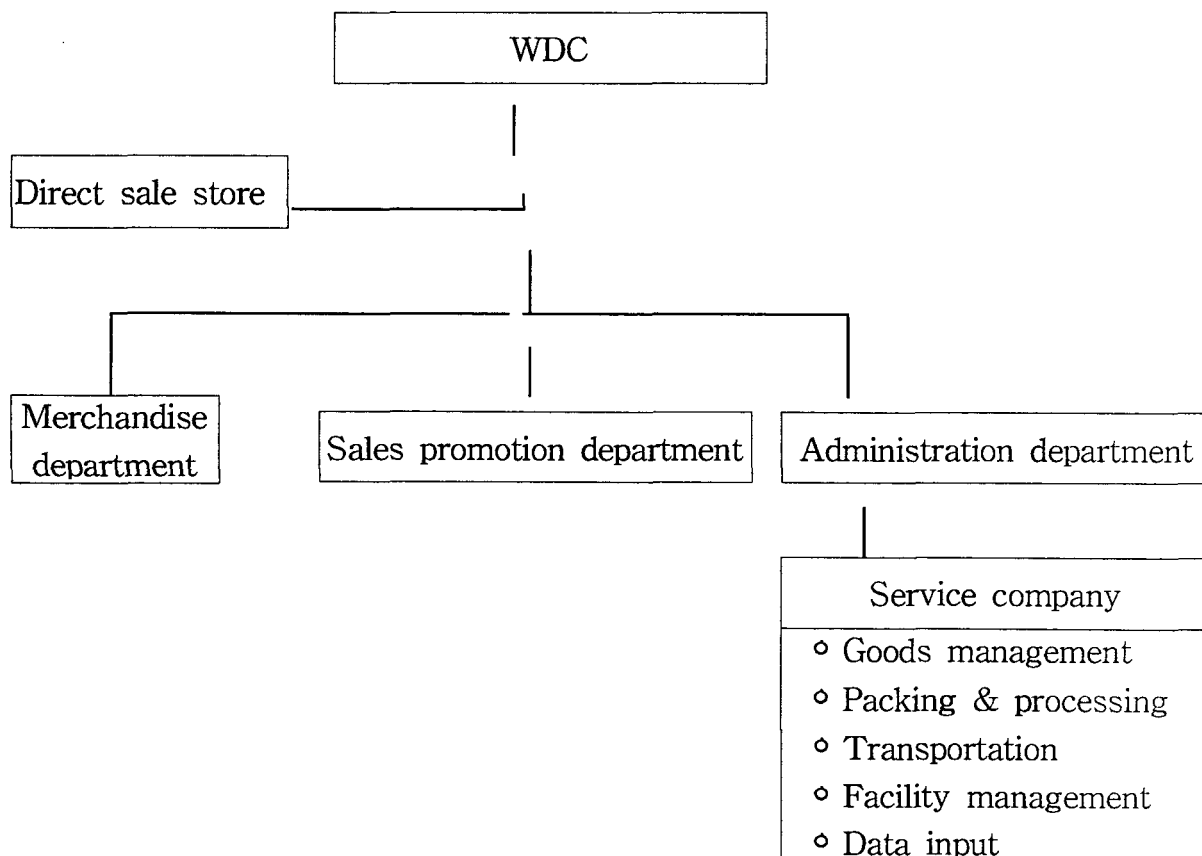 WDC
Direct sale store
Merchandise
department
Sales promotion department
Administration department
Service company
Goods management
Packing & processing
Transportation
Facility management
Data input